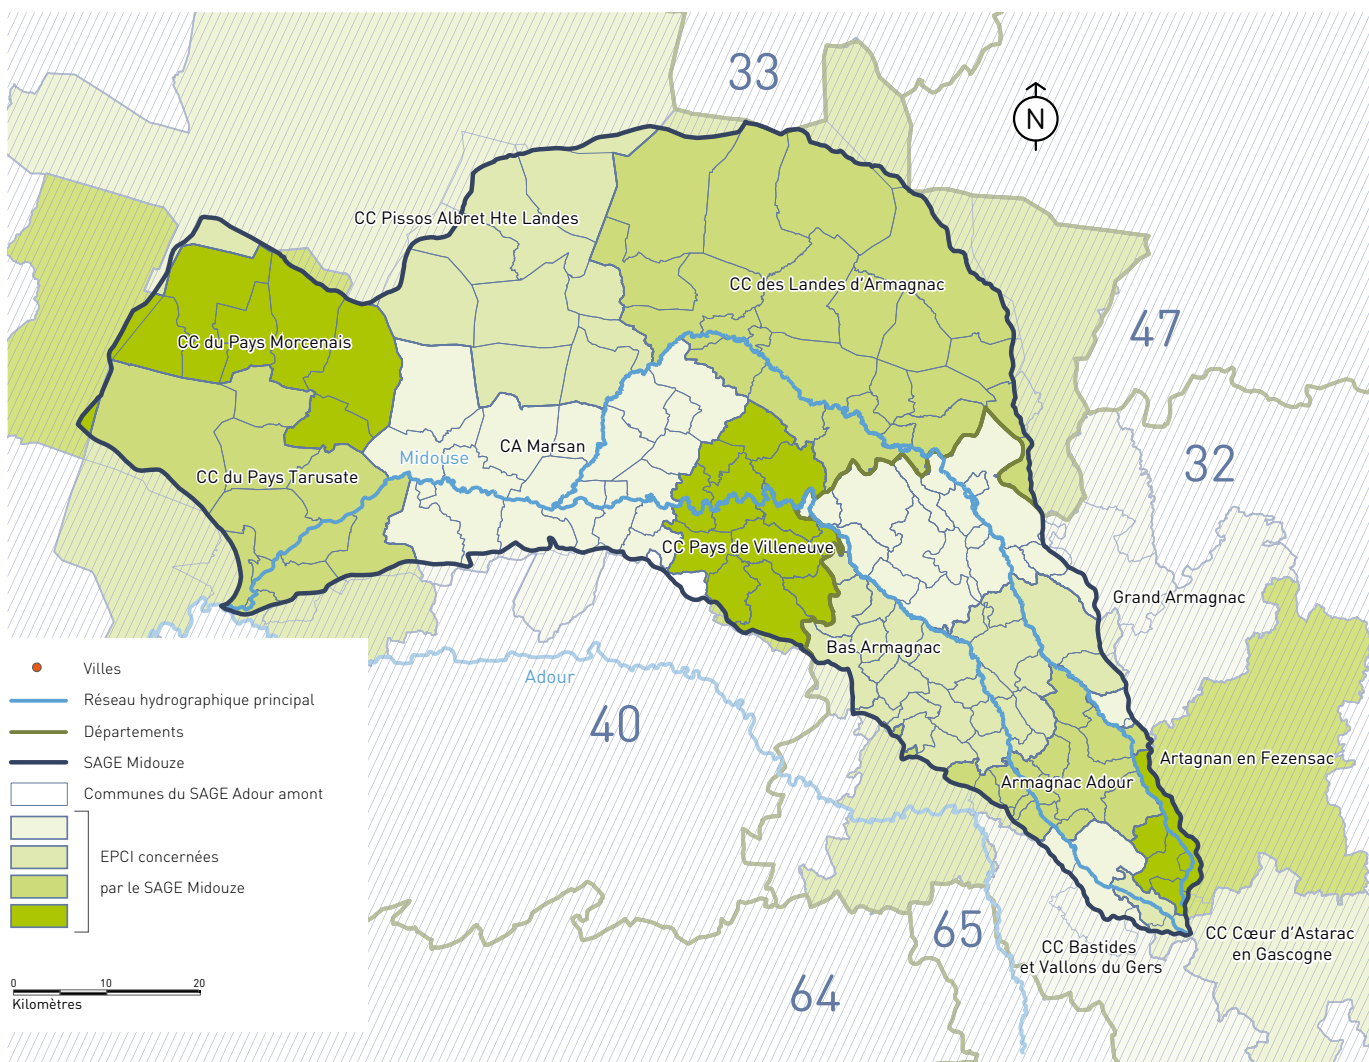 33
N
CC Pissos Albret Hte Landes
CC des Landes d'Armagnac
47
CC du Pays Morcenais
CA Marsan
Midouse
32
CC du Pays Tarusate
CC Pays de Villeneuve
Grand Armagnac
Bas Armagnac
Adour
40
Artagnan en Fezensac
Armagnac Adour
65
CC Bastides
et Vallons du Gers
CC Cœur d'Astarac
en Gascogne
64
Villes
Réseau hydrographique principal
Départements
SAGE Midouze
Communes du SAGE Adour amont
EPCI concernées
par le SAGE Midouze
0 10 20
Kilomètres